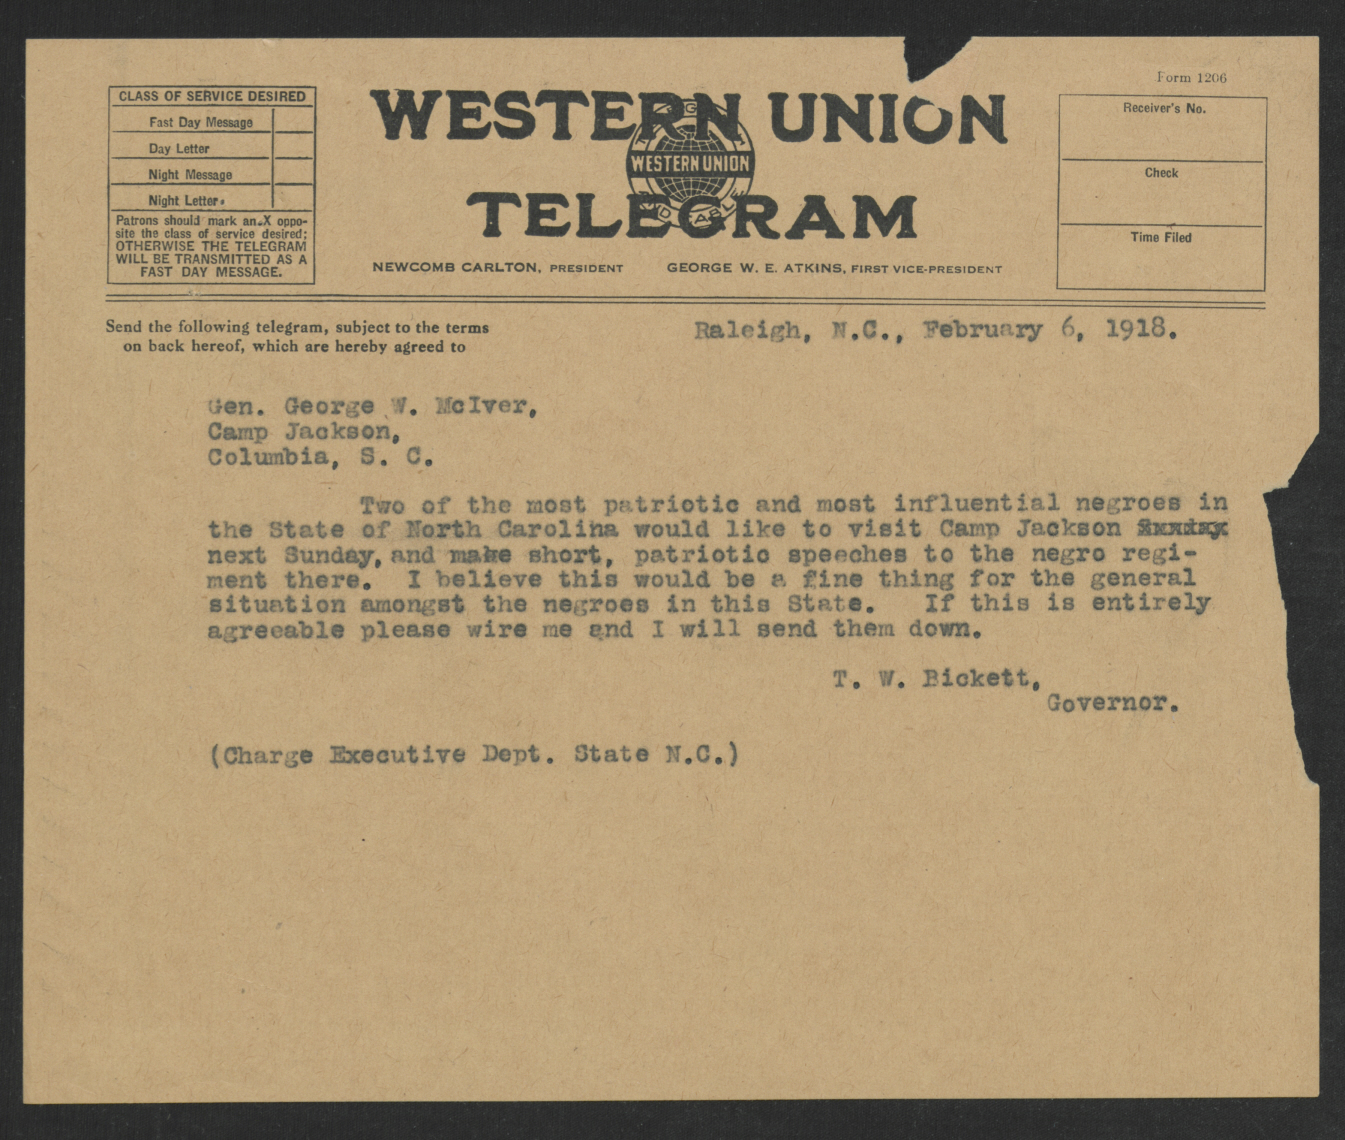 Form 1206
CLASS OF SERVICE DESIRED
Fast Day Message
Day Letter
Night Message
Night Letter
Patrons should mark an X oppo-
site the class of service desired;
OTHERWISE THE TELEGRAM
WILL BE TRANSMITTED AS A
FAST DAY MESSAGE.
WESTERN UNION
WESTERN UNION
TELEGRAM
NEWCOMB CARLTON, PRESIDENT GEORGE W. E. ATKINS, FIRST VICE-PRESIDENT
Receiver's No.
Check
Time Filed
Send the following telegram, subject to the terms
on back hereof, which are hereby agreed to
Raleigh, N.C., February 6, 1918.
Gen. George W. McIver,
Camp Jackson,
Columbia, S. C.
Two of the most patriotic and most influential negroes in
the State of North Carolina would like to visit Camp Jackson
next Sunday, and make short, patriotic speeches to the negro regi-
ment there. I believe this would be a fine thing for the general
situation amongst the negroes in this State. If this is entirely
agreeable please wire me and I will send them down.
T. W. Bickett,
Governor.
(Charge Executive Dept. State N.C.)